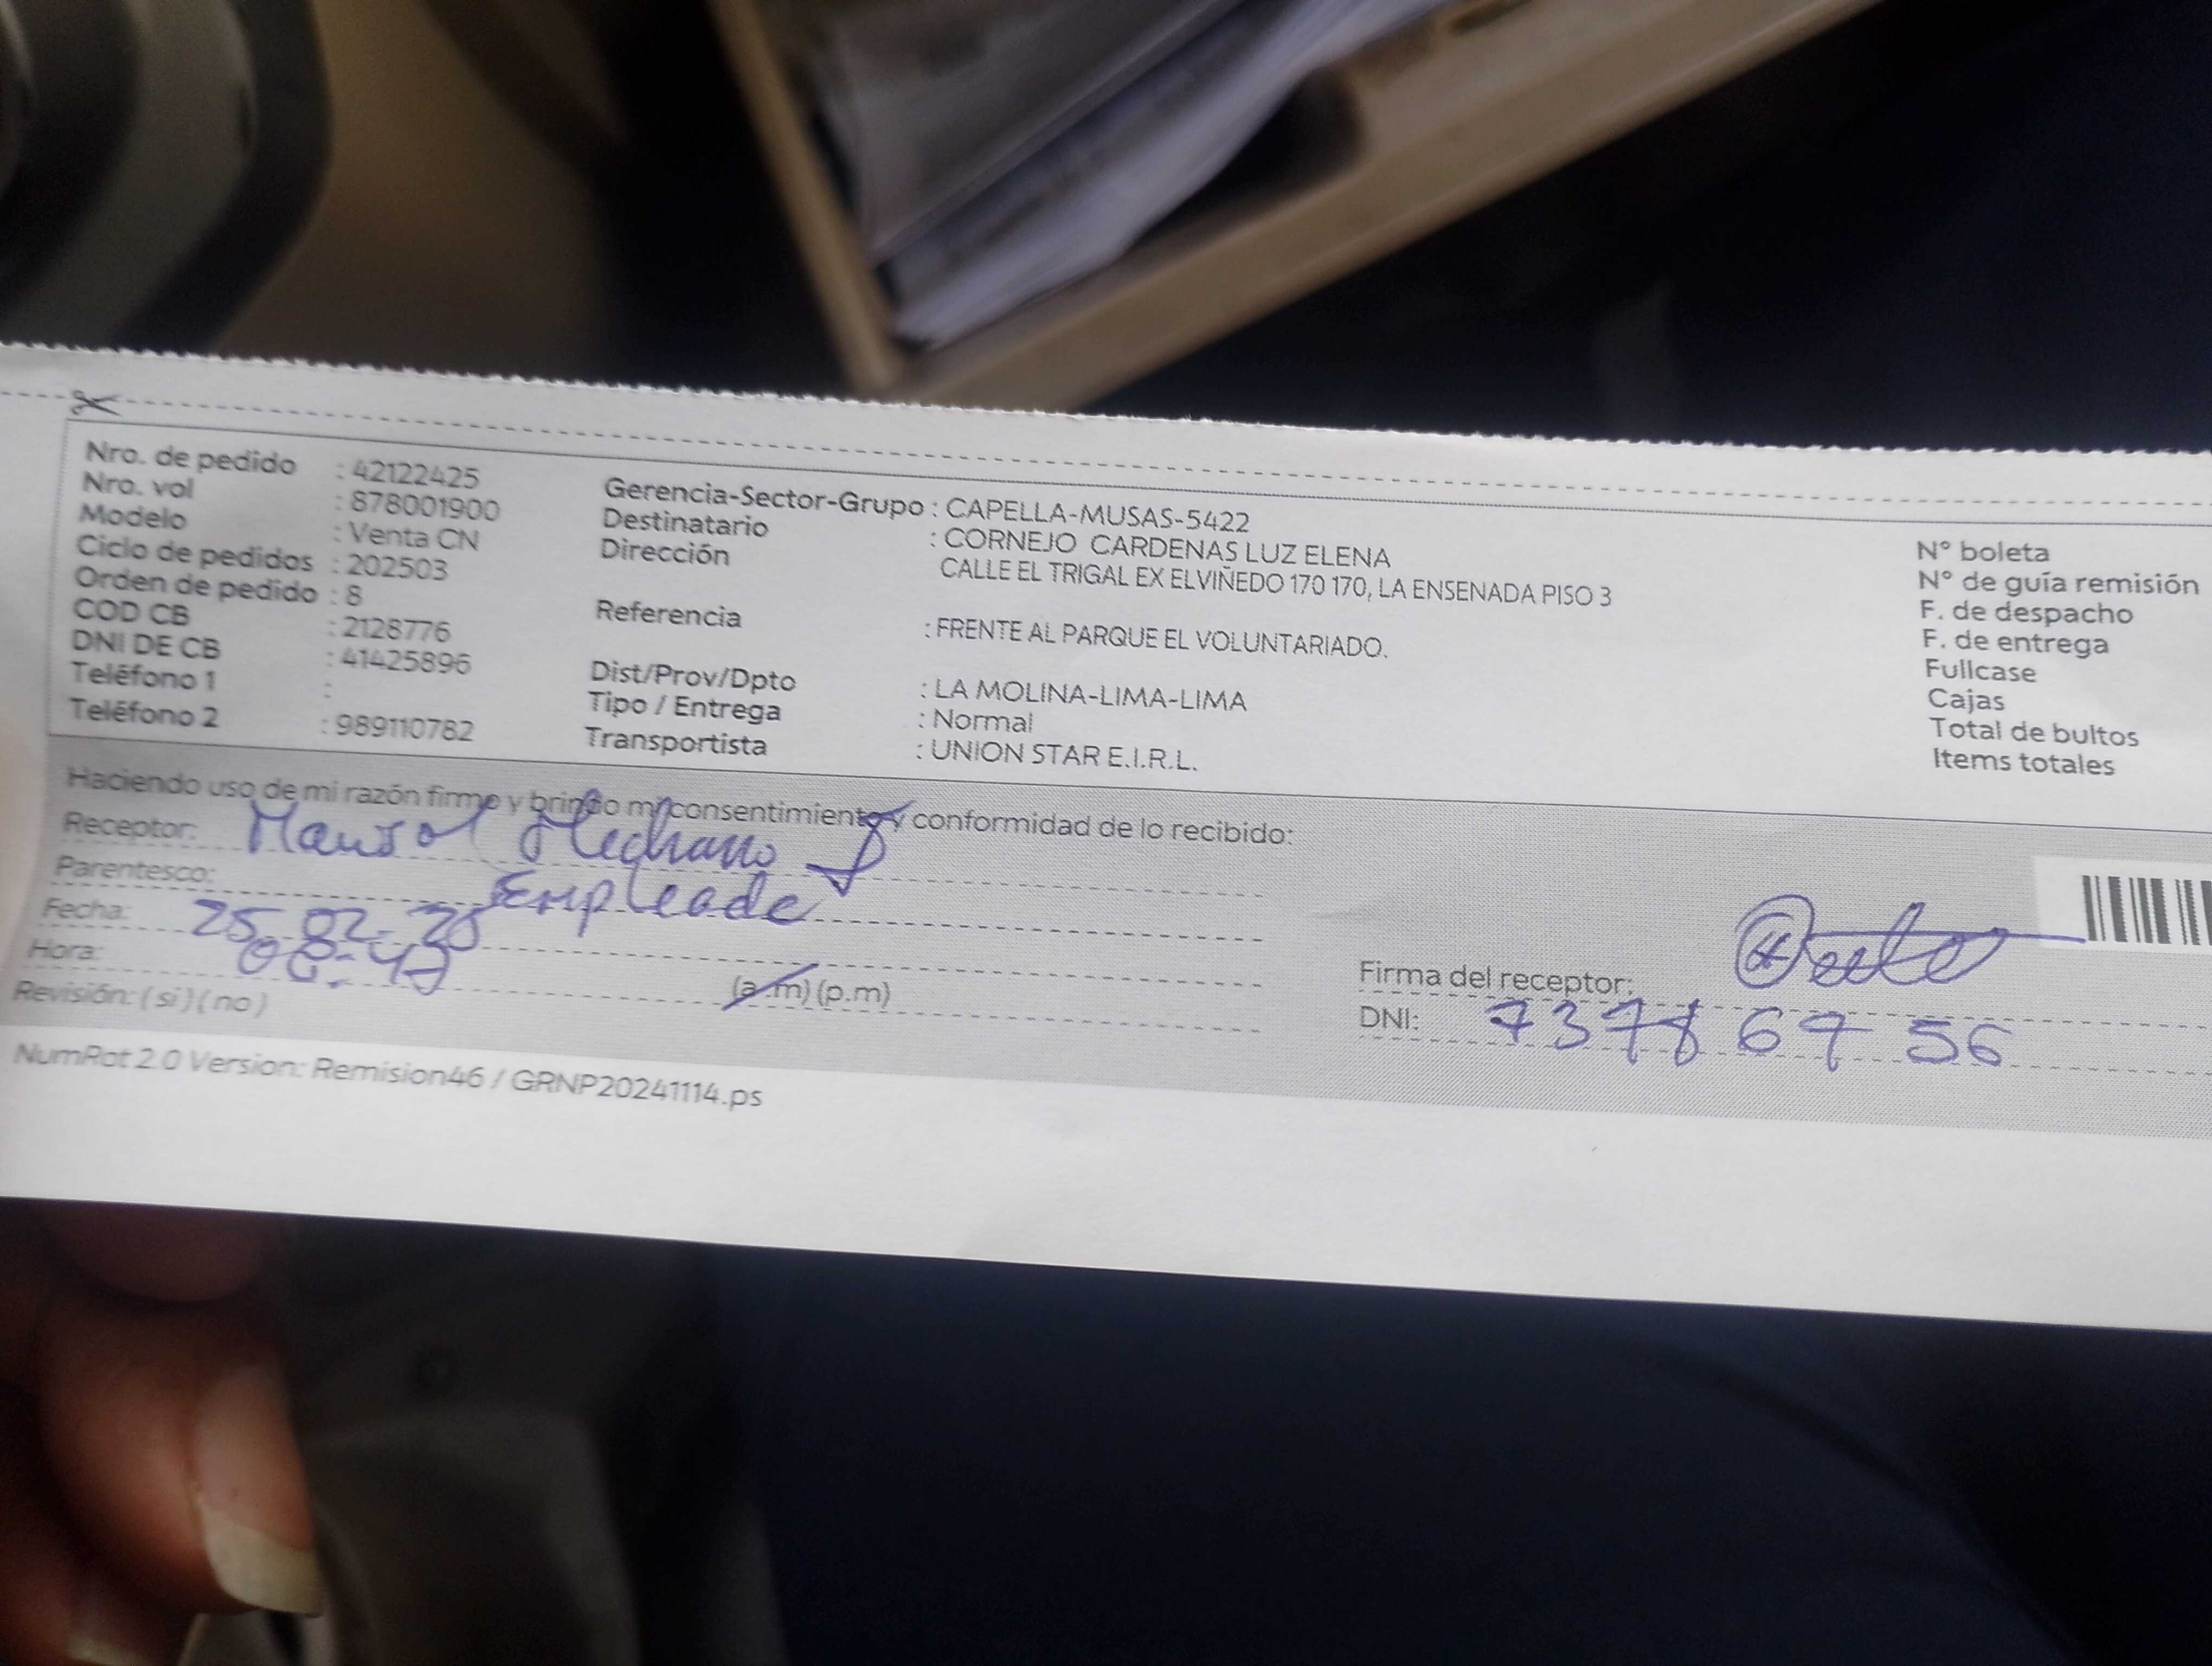 Nro. de pedido : 42122425
Nro. vol : 878001900
Modelo : Venta CN
Ciclo de pedidos : 202503
Orden de pedido : 8
COD CB : 2128776
DNI DE CB : 41425896
Teléfono 1 :
Teléfono 2 : 989110782
Gerencia-Sector-Grupo : CAPELLA-MUSAS-5422
Destinatario : CORNEJO CARDENAS LUZ ELENA
Dirección CALLE EL TRIGAL EX ELVIÑEDO 170 170, LA ENSENADA PISO 3
Referencia : FRENTE AL PARQUE EL VOLUNTARIADO.
Dist/Prov/Dpto : LA MOLINA-LIMA-LIMA
Tipo / Entrega : Normal
Transportista : UNION STAR E.I.R.L.
N° boleta
N° de guía remisión
F. de despacho
F. de entrega
Fullcase
Cajas
Total de bultos
Items totales
Haciendo uso de mi razón firmo y brindo mi consentimiento y conformidad de lo recibido:
Receptor:
Parentesco: Empleade
Fecha: 25-02-25
Hora: (a.m) (p.m)
Revisión: ( si ) ( no )
Firma del receptor:
DNI:
NumRot 2.0 Version: Remision46 / GRNP20241114.ps